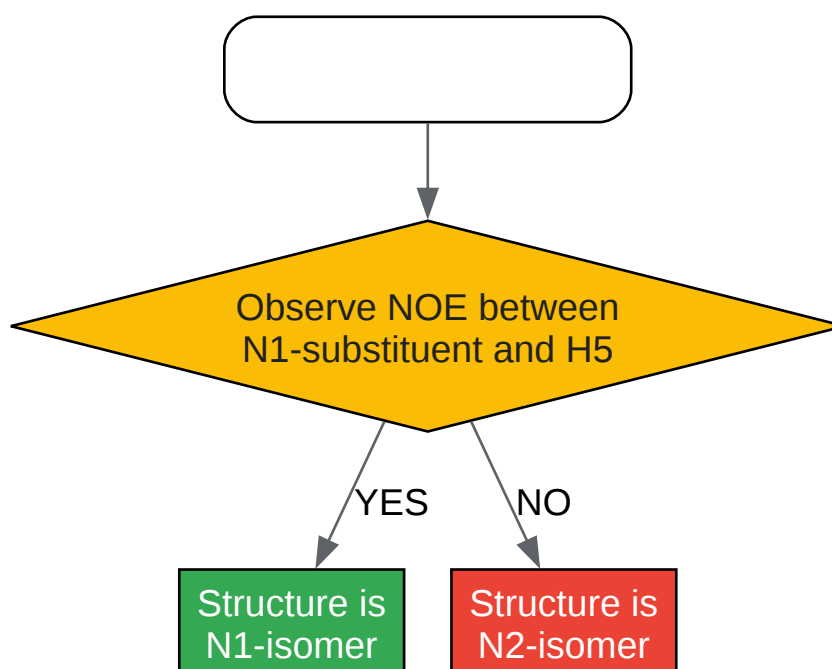 Observe NOE between
N1-substituent and H5
YES
NO
Structure is
N1-isomer
Structure is
N2-isomer